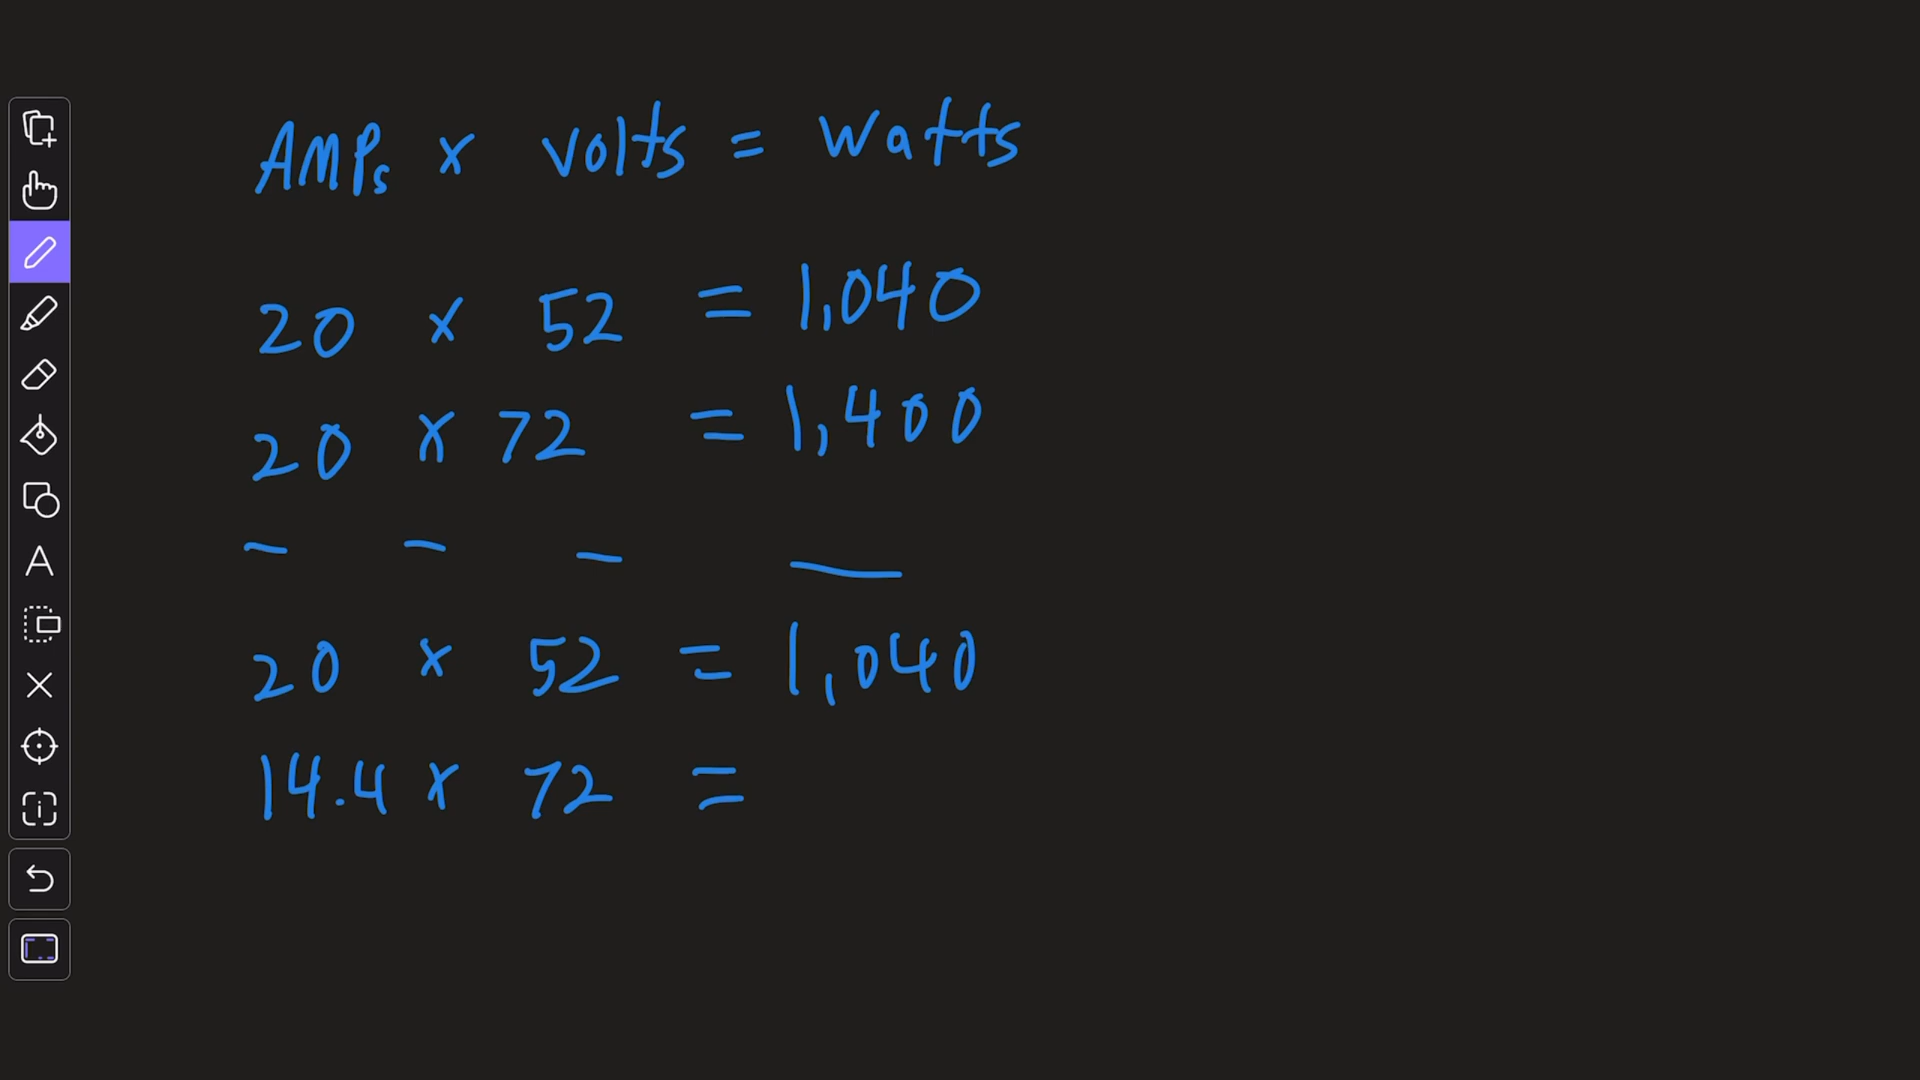 AMPs x volts = watts
20 x 52 = 1,040
20 x 72 = 1,400
- - - —
20 x 52 = 1,040
14.4 x 72 =